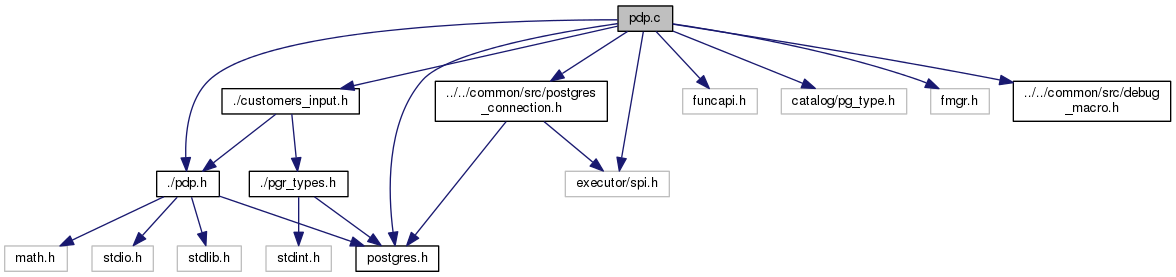 pdp.c
./customers_input.h
../../common/src/postgres
_connection.h
funcapi.h
catalog/pg_type.h
fmgr.h
../../common/src/debug
_macro.h
./pdp.h
./pgr_types.h
executor/spi.h
math.h
stdio.h
stdlib.h
stdint.h
postgres.h